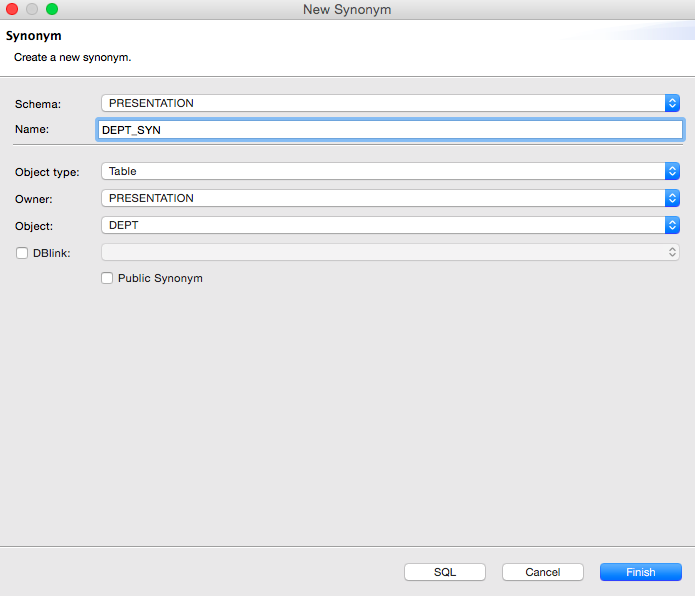 New Synonym
Synonym
Create a new synonym.
Schema: PRESENTATION
Name: DEPT_SYN
Object type: Table
Owner: PRESENTATION
Object: DEPT
DBlink:
Public Synonym
SQL Cancel Finish